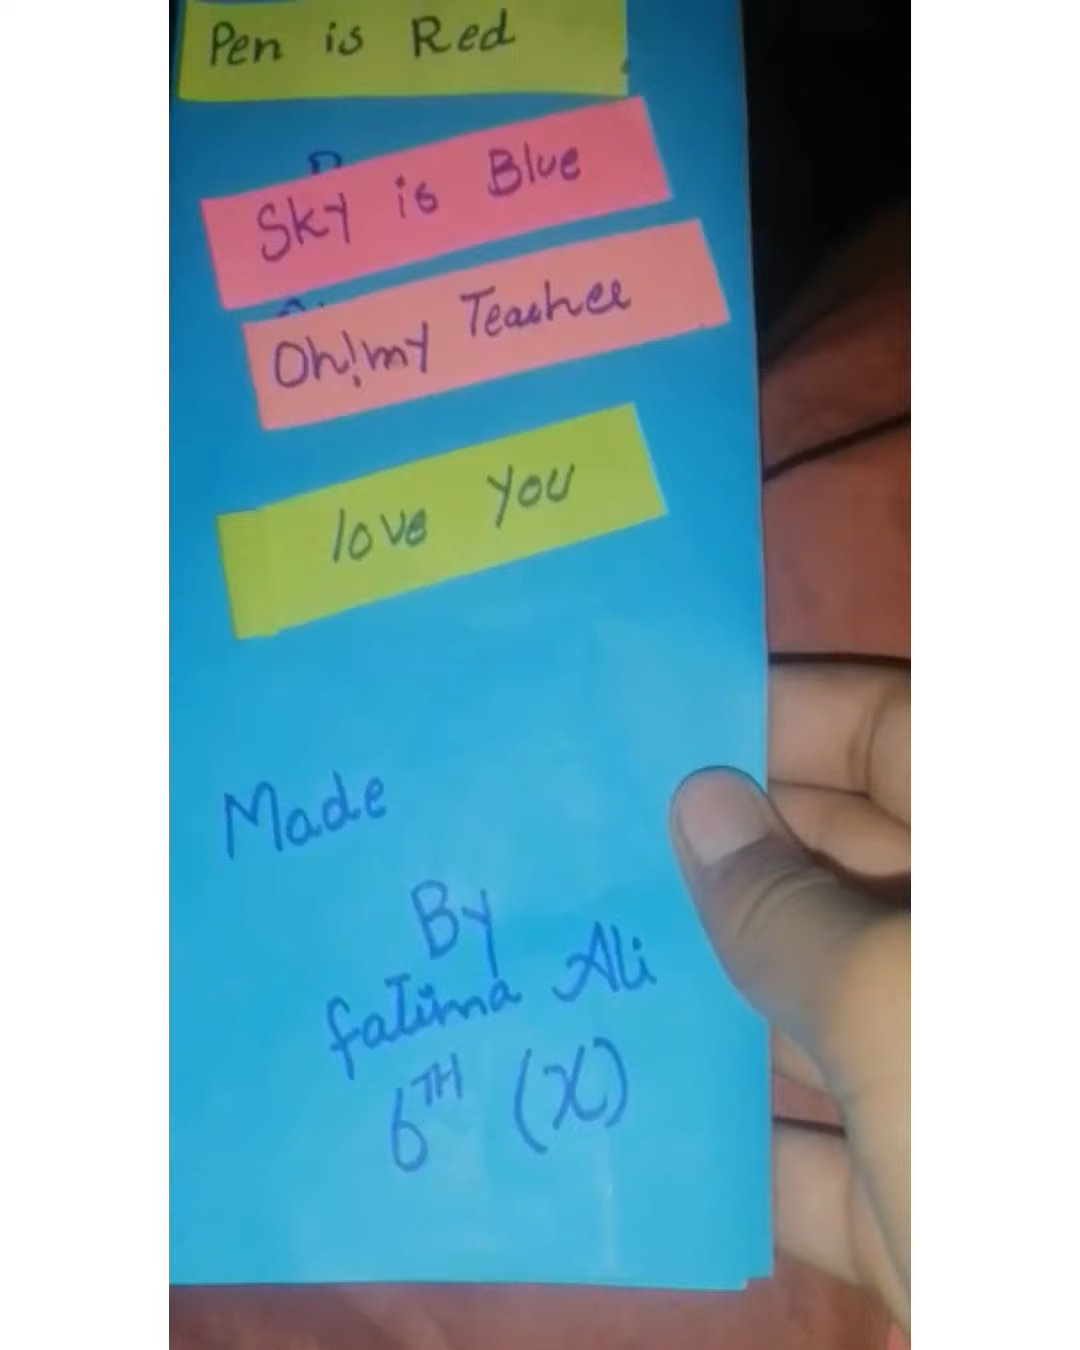 Pen is Red
Sky is Blue
Oh! my Teacher
love you
Made
By
Fatima Ali
6TH (X)